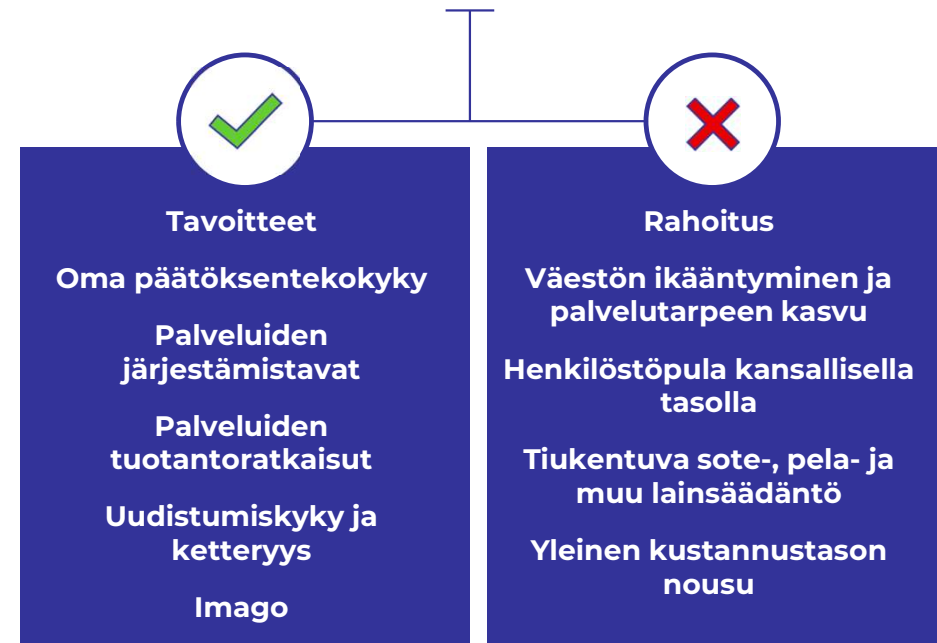 Tavoitteet
Oma päätöksentekokyky
Palveluiden
järjestämistavat
Palveluiden
tuotantoratkaisut
Uudistumiskyky ja
ketteryys
Imago
Rahoitus
Väestön ikääntyminen ja
palvelutarpeen kasvu
Henkilöstöpula kansallisella
tasolla
Tiukentuva sote-, pela- ja
muu lainsäädäntö
Yleinen kustannustason
nousu